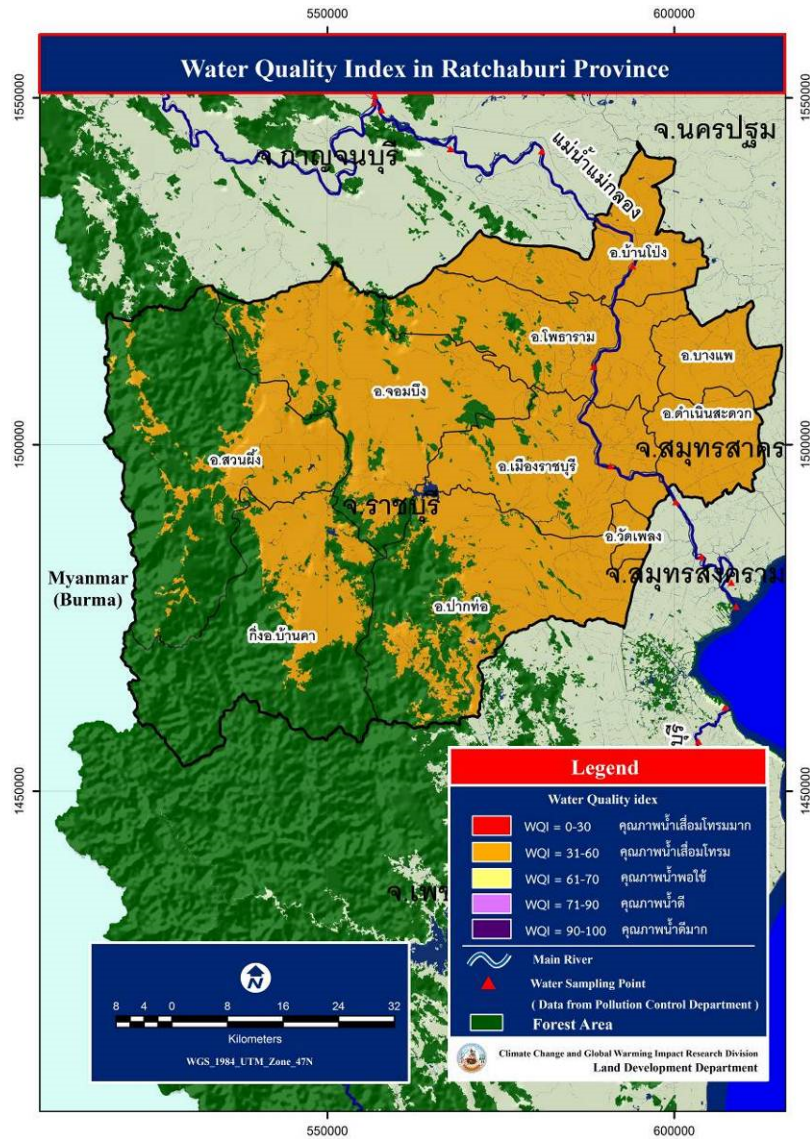 550000 600000
Water Quality Index in Ratchaburi Province
1550000 1550000
จ.นครปฐม
จ.กาญจนบุรี
แม่น้ำแม่กลอง
อ.บ้านโป่ง
อ.โพธาราม
อ.บางแพ
อ.จอมบึง
อ.ดำเนินสะดวก
1500000 1500000
จ.สมุทรสาคร
อ.สวนผึ้ง
อ.เมืองราชบุรี
จ.ราชบุรี
อ.วัดเพลง
Myanmar
(Burma)
จ.สมุทรสงคราม
อ.ปากท่อ
กิ่งอ.บ้านคา
1450000 1450000
Legend
Water Quality index
WQI = 0-30 คุณภาพน้ำเสื่อมโทรมมาก
WQI = 31-60 คุณภาพน้ำเสื่อมโทรม
WQI = 61-70 คุณภาพน้ำพอใช้
WQI = 71-90 คุณภาพน้ำดี
WQI = 90-100 คุณภาพน้ำดีมาก
Main River
Water Sampling Point
( Data from Pollution Control Department )
Forest Area
Climate Change and Global Warming Impact Research Division
Land Development Department
N
8 4 0 8 16 24 32
Kilometers
WGS_1984_UTM_Zone_47N
550000 600000